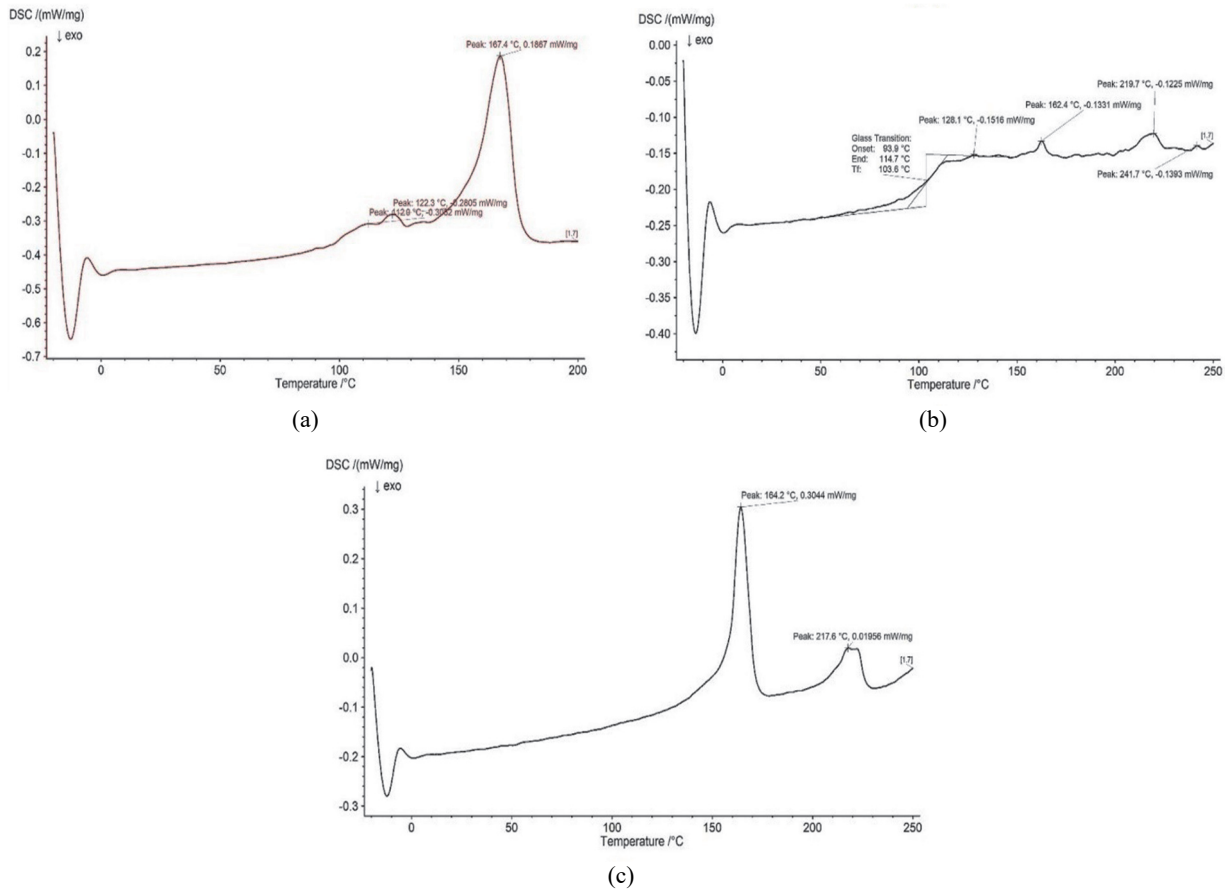 DSC /(mW/mg)
↓ exo
Peak: 167.4 °C, 0.1867 mW/mg
0.2
0.1
0.0
-0.1
-0.2
-0.3
-0.4
-0.5
-0.6
-0.7
Peak: 122.3 °C, -0.2805 mW/mg
Peak: °C, mW/mg
[1.7]
0
50
100
150
200
Temperature /°C
(a)
DSC /(mW/mg)
↓ exo
0.00
-0.05
-0.10
-0.15
-0.20
-0.25
-0.30
-0.35
-0.40
Peak: 219.7 °C, -0.1225 mW/mg
Peak: 162.4 °C, -0.1331 mW/mg
Peak: 128.1 °C, -0.1516 mW/mg
Glass Transition:
Onset: 93.9 °C
End: 114.7 °C
Tf: 103.6 °C
[1.7]
Peak: 241.7 °C, -0.1393 mW/mg
0
50
100
150
200
250
Temperature /°C
(b)
DSC /(mW/mg)
↓ exo
0.3
0.2
0.1
0.0
-0.1
-0.2
-0.3
Peak: 164.2 °C, 0.3044 mW/mg
Peak: 217.6 °C, 0.01956 mW/mg
[1.7]
0
50
100
150
200
250
Temperature /°C
(c)